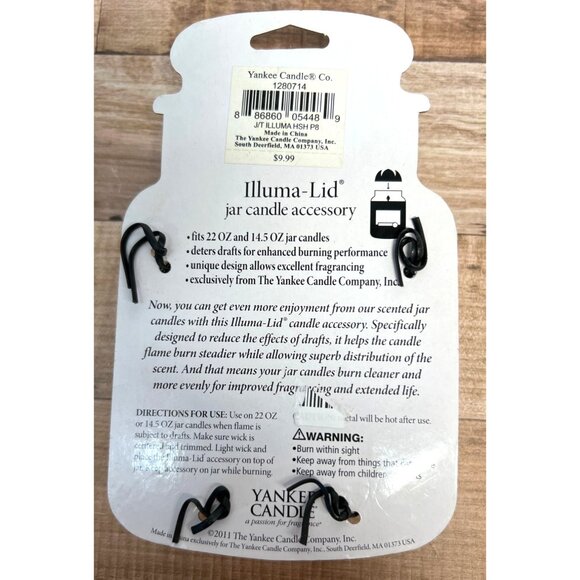 Yankee Candle® Co.
1280714
8 86860 05448 9
J/T ILLUMA HSH P8
Made in China
The Yankee Candle Company, Inc.
South Deerfield, MA 01373 USA
$9.99
Illuma-Lid®
jar candle accessory
• fits 22 OZ and 14.5 OZ jar candles
• deters drafts for enhanced burning performance
• unique design allows excellent fragrancing
• exclusively from The Yankee Candle Company, Inc.
Now, you can get even more enjoyment from our scented jar
candles with this Illuma-Lid® candle accessory. Specifically
designed to reduce the effects of drafts, it helps the candle
flame burn steadier while allowing superb distribution of the
scent. And that means your jar candles burn cleaner and
more evenly for improved fragrancing and extended life.
DIRECTIONS FOR USE: Use on 22 OZ
or 14.5 OZ jar candles when flame is
subject to drafts. Make sure wick is
centered and trimmed. Light wick and
place Illuma-Lid accessory on top of
jar. Keep accessory on jar while burning.
metal will be hot after use.
⚠WARNING:
•Burn within sight
•Keep away from things that
•Keep away from children
YANKEE
CANDLE®
a passion for fragrance®
©2011 The Yankee Candle Company, Inc.
Made in exclusively for The Yankee Candle Company, Inc., South Deerfield, MA 01373 USA